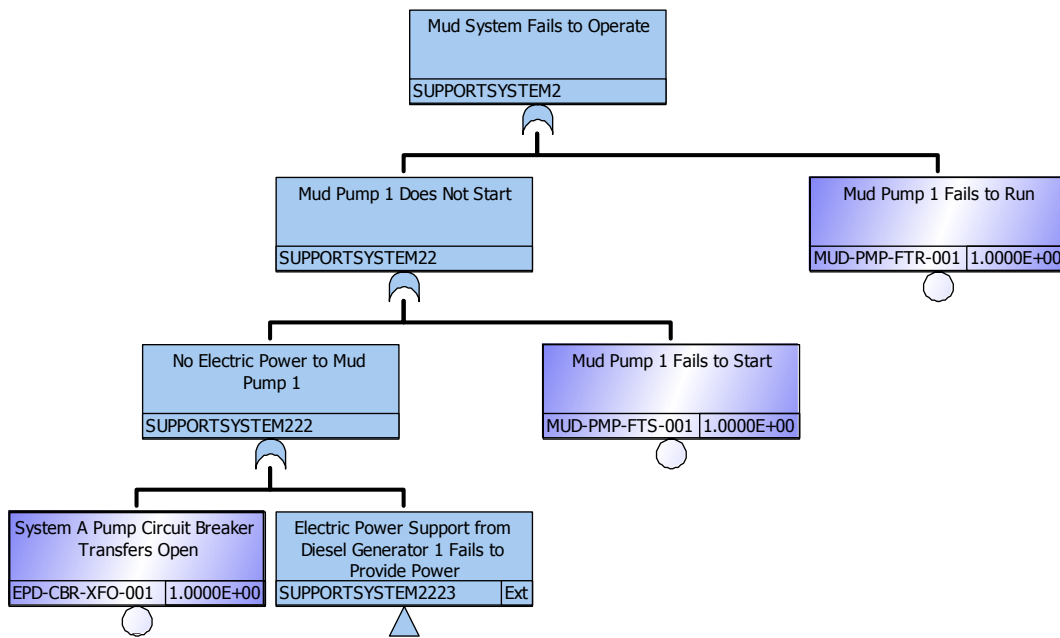 Mud System Fails to Operate
SUPPORTSYSTEM2
Mud Pump 1 Does Not Start
SUPPORTSYSTEM22
Mud Pump 1 Fails to Run
MUD-PMP-FTR-001 1.0000E+00
No Electric Power to Mud
Pump 1
SUPPORTSYSTEM222
Mud Pump 1 Fails to Start
MUD-PMP-FTS-001 1.0000E+00
System A Pump Circuit Breaker
Transfers Open
EPD-CBR-XFO-001 1.0000E+00
Electric Power Support from
Diesel Generator 1 Fails to
Provide Power
SUPPORTSYSTEM2223 Ext